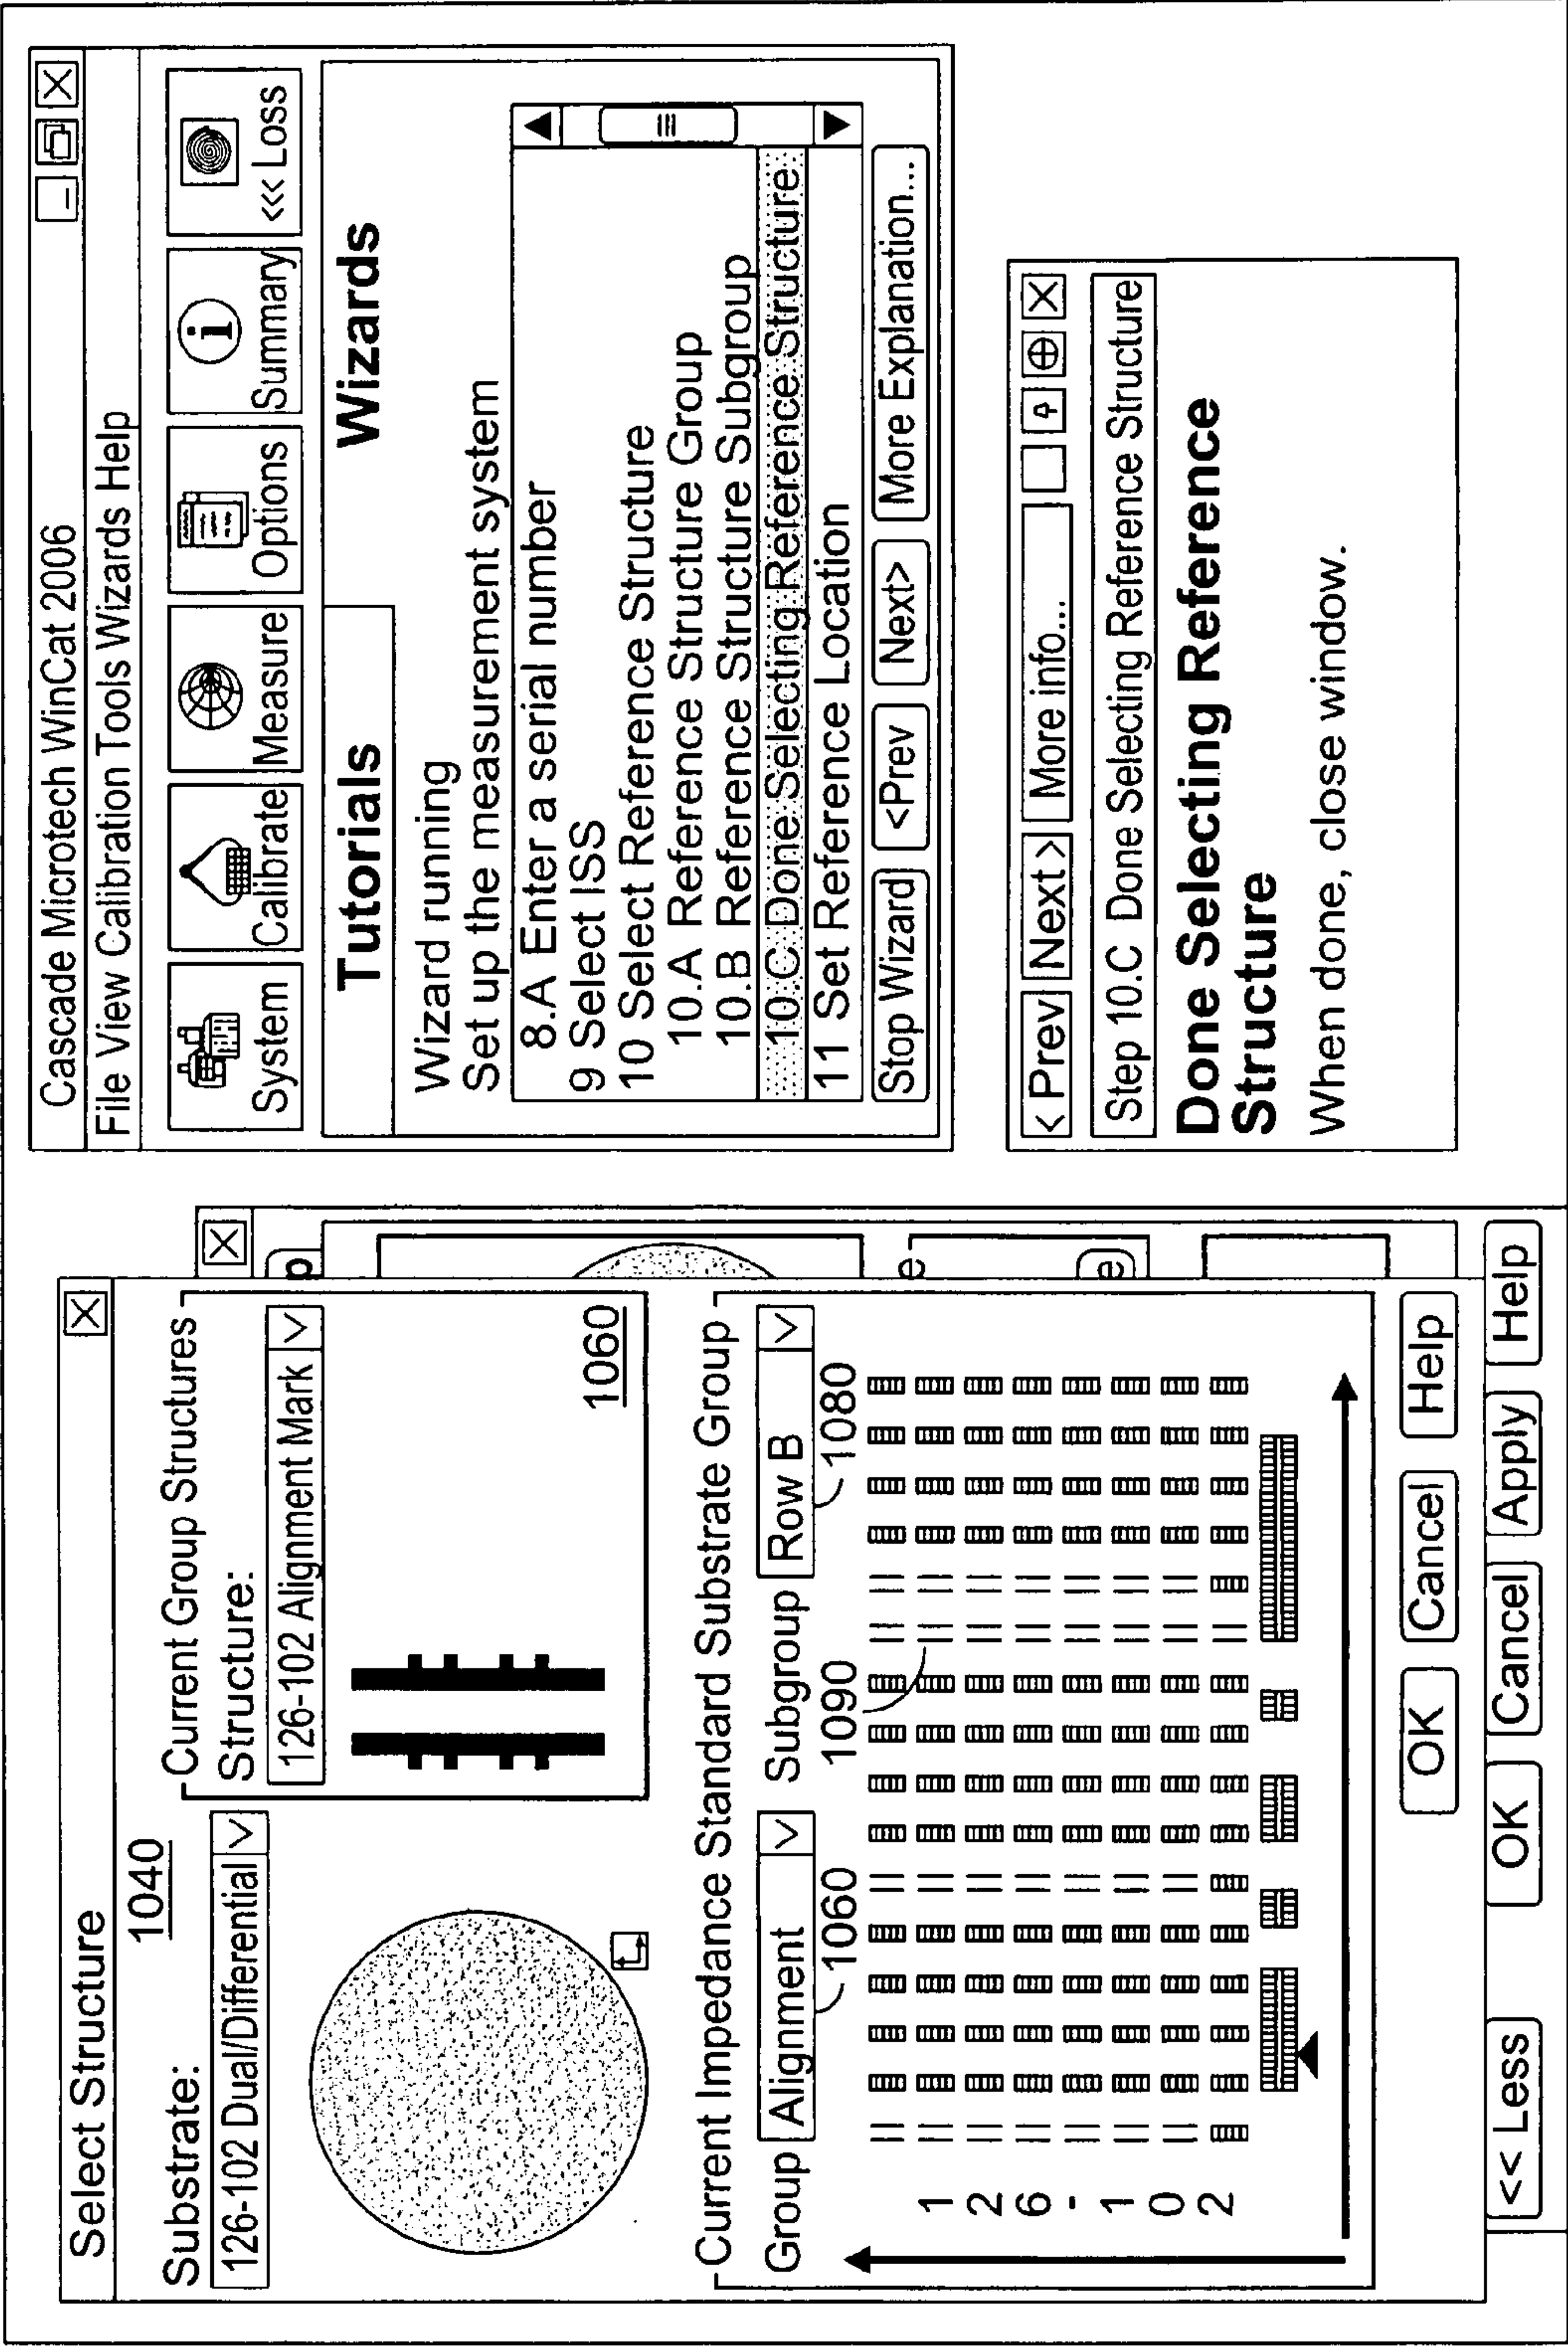 Select Structure
1040
Substrate:
126-102 Dual/Differential
Current Group Structures
Structure:
126-102 Alignment Mark
1060
Current Impedance Standard Substrate Group
Group Alignment Subgroup Row B
1060 1090 1080
1
2
6
-
1
0
2
OK Cancel Help
p
e
e
<< Less OK Cancel Apply Help
Cascade Microtech WinCat 2006
File View Calibration Tools Wizards Help
System Calibrate Measure Options Summary <<< Loss
Tutorials Wizards
Wizard running
Set up the measurement system
8.A Enter a serial number
9 Select ISS
10 Select Reference Structure
10.A Reference Structure Group
10.B Reference Structure Subgroup
10.C Done Selecting Reference Structure
11 Set Reference Location
Stop Wizard <Prev Next> More Explanation...
< Prev Next > More info...
Step 10.C Done Selecting Reference Structure
Done Selecting Reference
Structure
When done, close window.